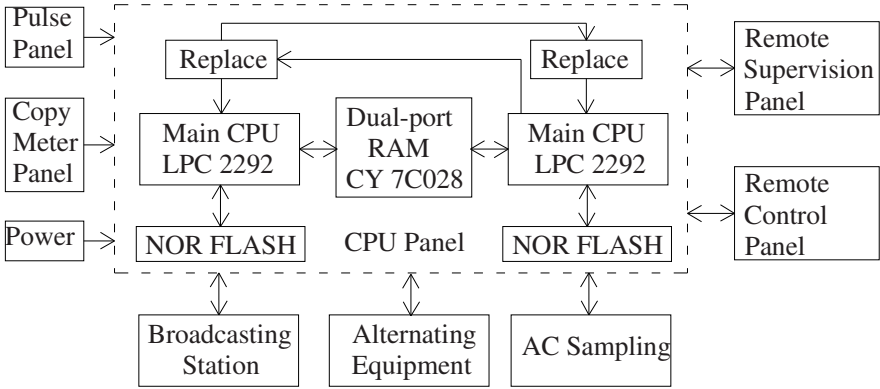 Pulse
Panel
Replace
Replace
Remote
Supervision
Panel
Copy
Meter
Panel
Main CPU
LPC 2292
Dual-port
RAM
CY 7C028
Main CPU
LPC 2292
Remote
Control
Panel
Power
NOR FLASH
CPU Panel
NOR FLASH
Broadcasting
Station
Alternating
Equipment
AC Sampling